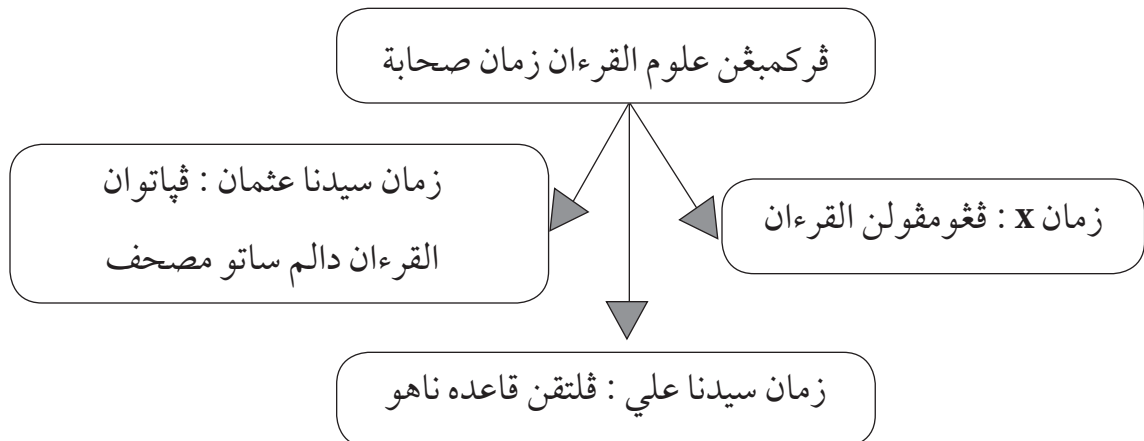 ڤركمبڠن علوم القرءان زمان صحابة
زمان x : ڤڠومڤولن القرءان
زمان سيدنا عثمان : ڤڽاتوان
القرءان دالم ساتو مصحف
زمان سيدنا علي : ڤلتقن قاعده ناهو